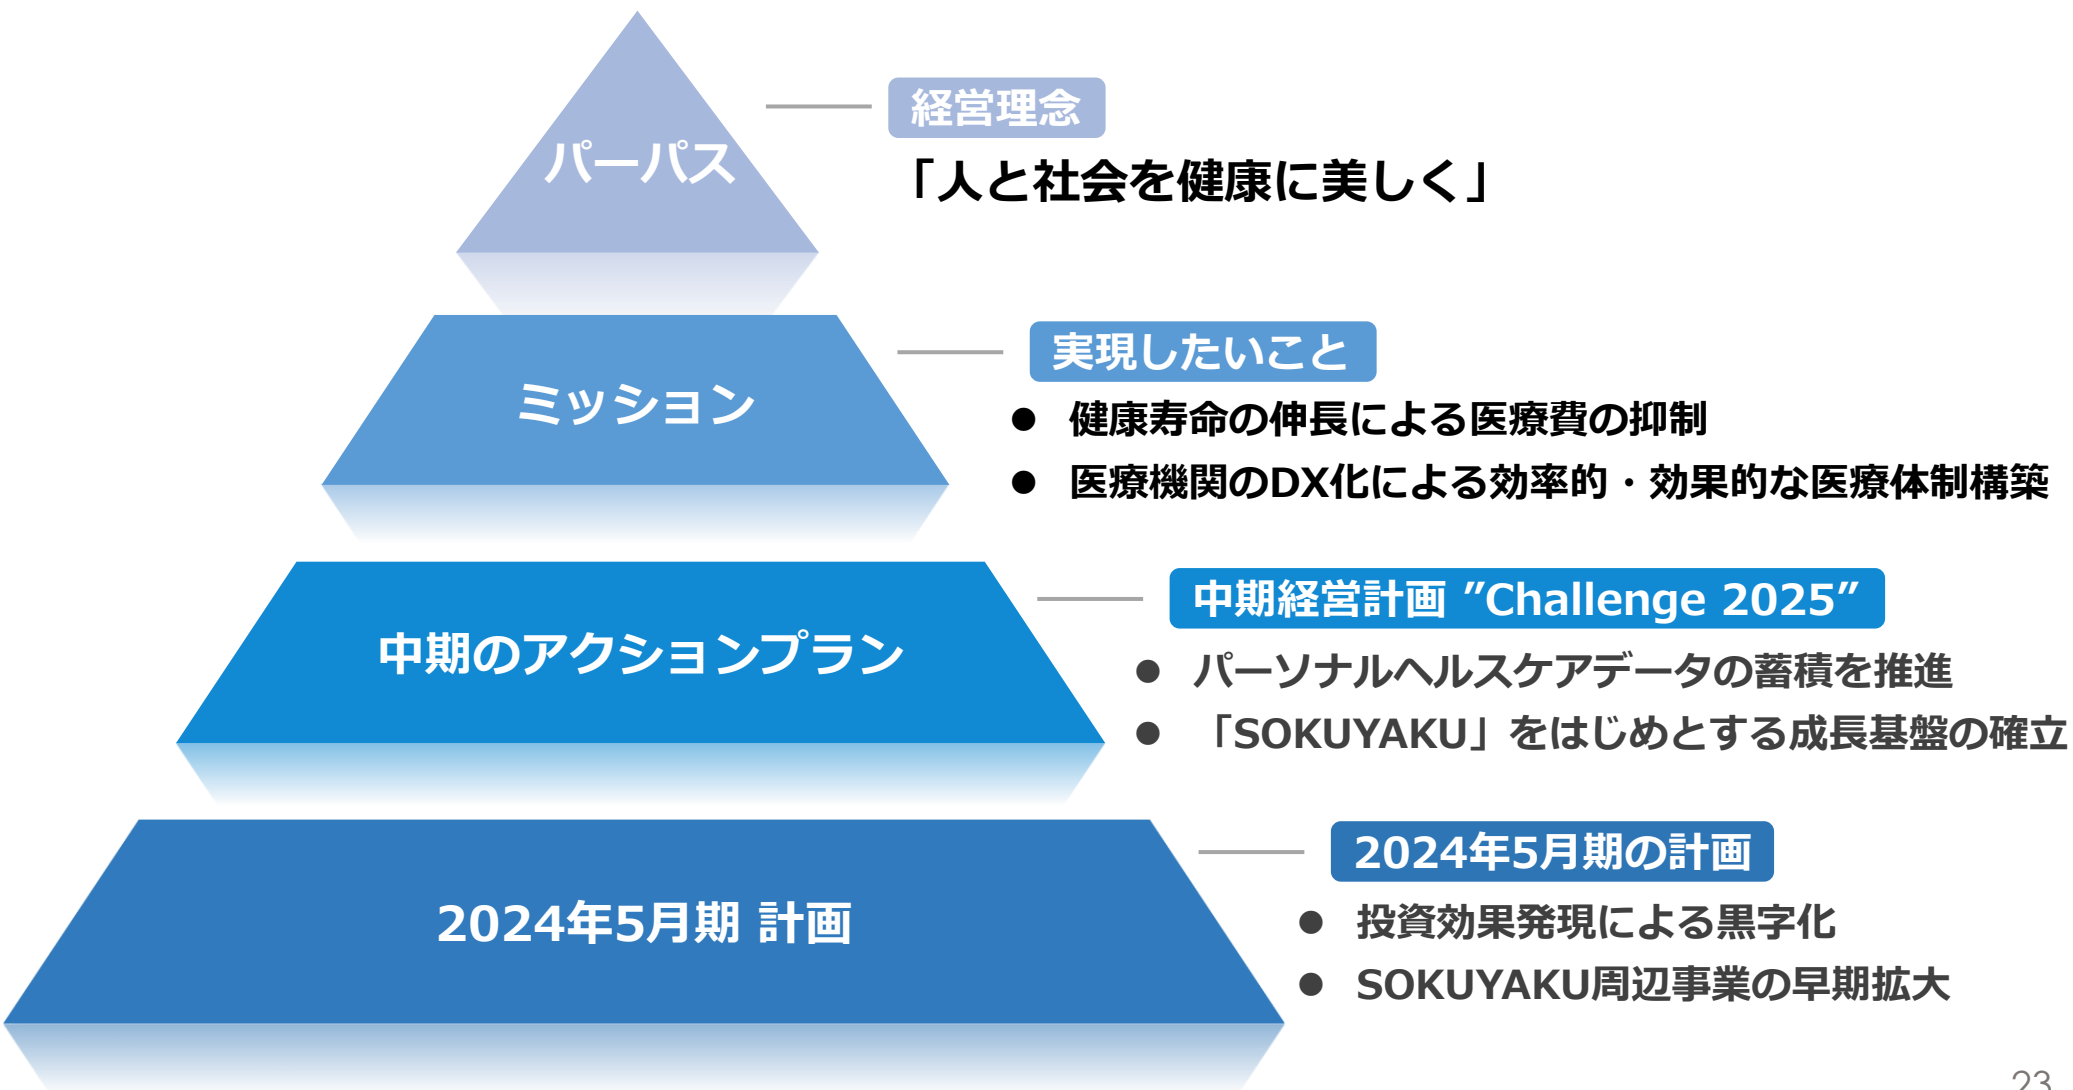 パーパス
経営理念
「人と社会を健康に美しく」
ミッション
実現したいこと
● 健康寿命の伸長による医療費の抑制
● 医療機関のDX化による効率的・効果的な医療体制構築
中期のアクションプラン
中期経営計画 ”Challenge 2025”
● パーソナルヘルスケアデータの蓄積を推進
● 「SOKUYAKU」をはじめとする成長基盤の確立
2024年5月期 計画
2024年5月期の計画
● 投資効果発現による黒字化
● SOKUYAKU周辺事業の早期拡大
23